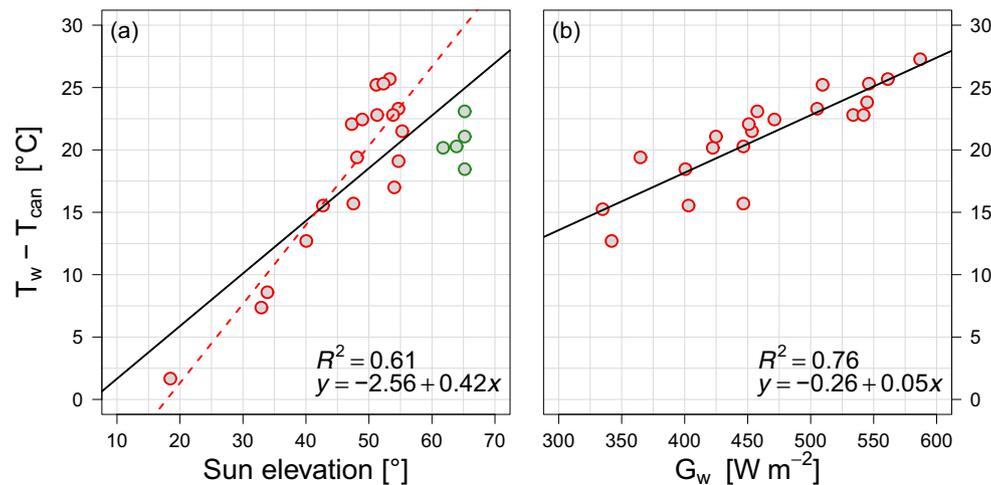 (a)
(b)
30
25
20
15
10
5
0
T_w − T_can [°C]
R² = 0.61
y = −2.56 + 0.42x
R² = 0.76
y = −0.26 + 0.05x
30
25
20
15
10
5
0
10 20 30 40 50 60 70
300 350 400 450 500 550 600
Sun elevation [°]
G_w [W m⁻²]